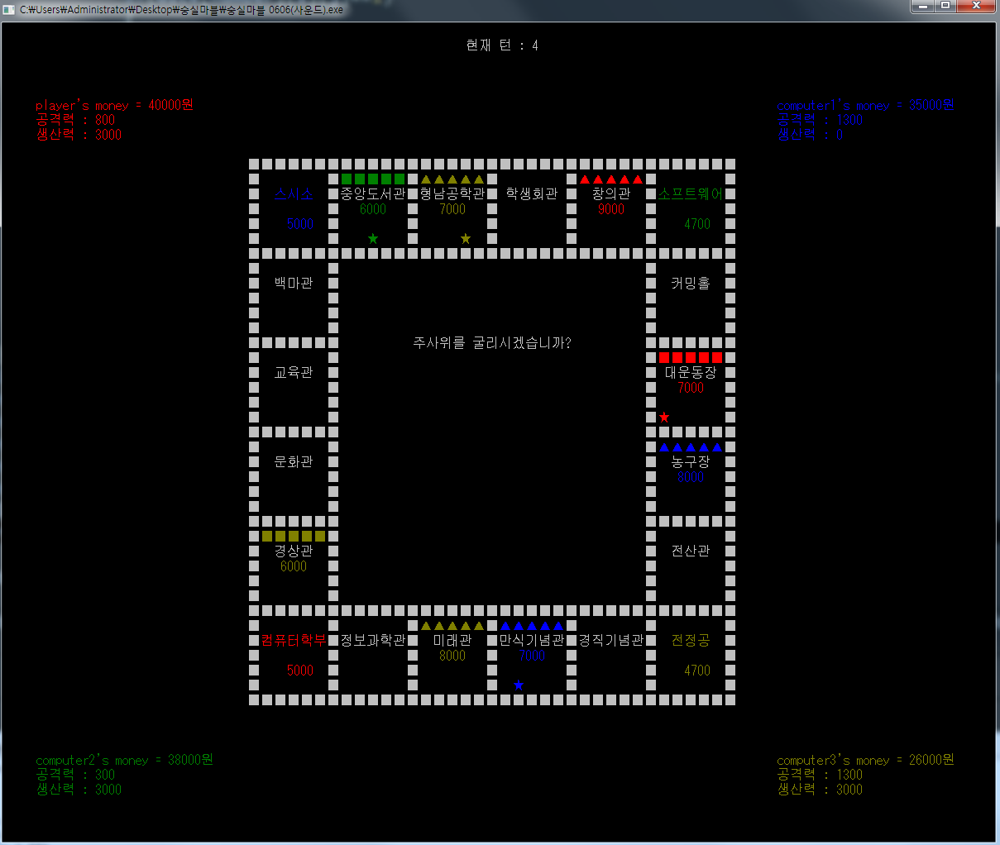 C:₩Users₩Administrator₩Desktop₩숭실마블₩숭실마블 0606(사운드).exe
현재 턴 : 4
player's money = 40000원
공격력 : 800
생산력 : 3000
computer1's money = 35000원
공격력 : 1300
생산력 : 0
스시소
5000
중앙도서관
6000
형남공학관
7000
학생회관
창의관
9000
소프트웨어
4700
백마관
커밍홀
주사위를 굴리시겠습니까?
교육관
대운동장
7000
문화관
농구장
8000
경상관
6000
전산관
컴퓨터학부
5000
정보과학관
미래관
8000
만식기념관
7000
경직기념관
전정공
4700
computer2's money = 38000원
공격력 : 300
생산력 : 3000
computer3's money = 26000원
공격력 : 1300
생산력 : 3000